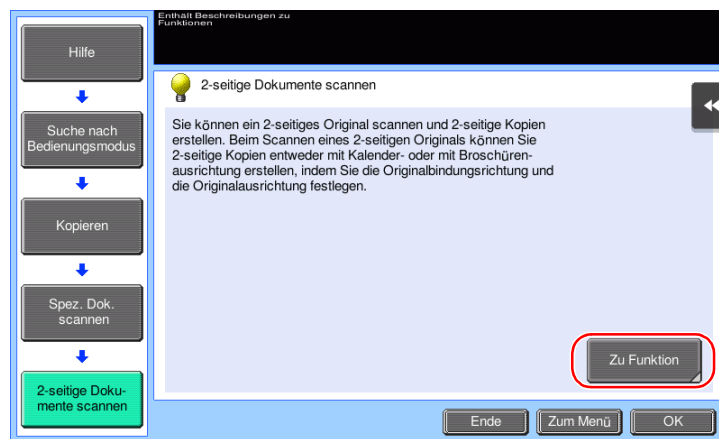 Enthält Beschreibungen zu
Funktionen
Hilfe
Suche nach
Bedienungsmodus
Kopieren
Spez. Dok.
scannen
2-seitige Doku-
mente scannen
2-seitige Dokumente scannen
Sie können ein 2-seitiges Original scannen und 2-seitige Kopien
erstellen. Beim Scannen eines 2-seitigen Originals können Sie
2-seitige Kopien entweder mit Kalender- oder mit Broschüren-
ausrichtung erstellen, indem Sie die Originalbindungsrichtung und
die Originalausrichtung festlegen.
Zu Funktion
Ende
Zum Menü
OK